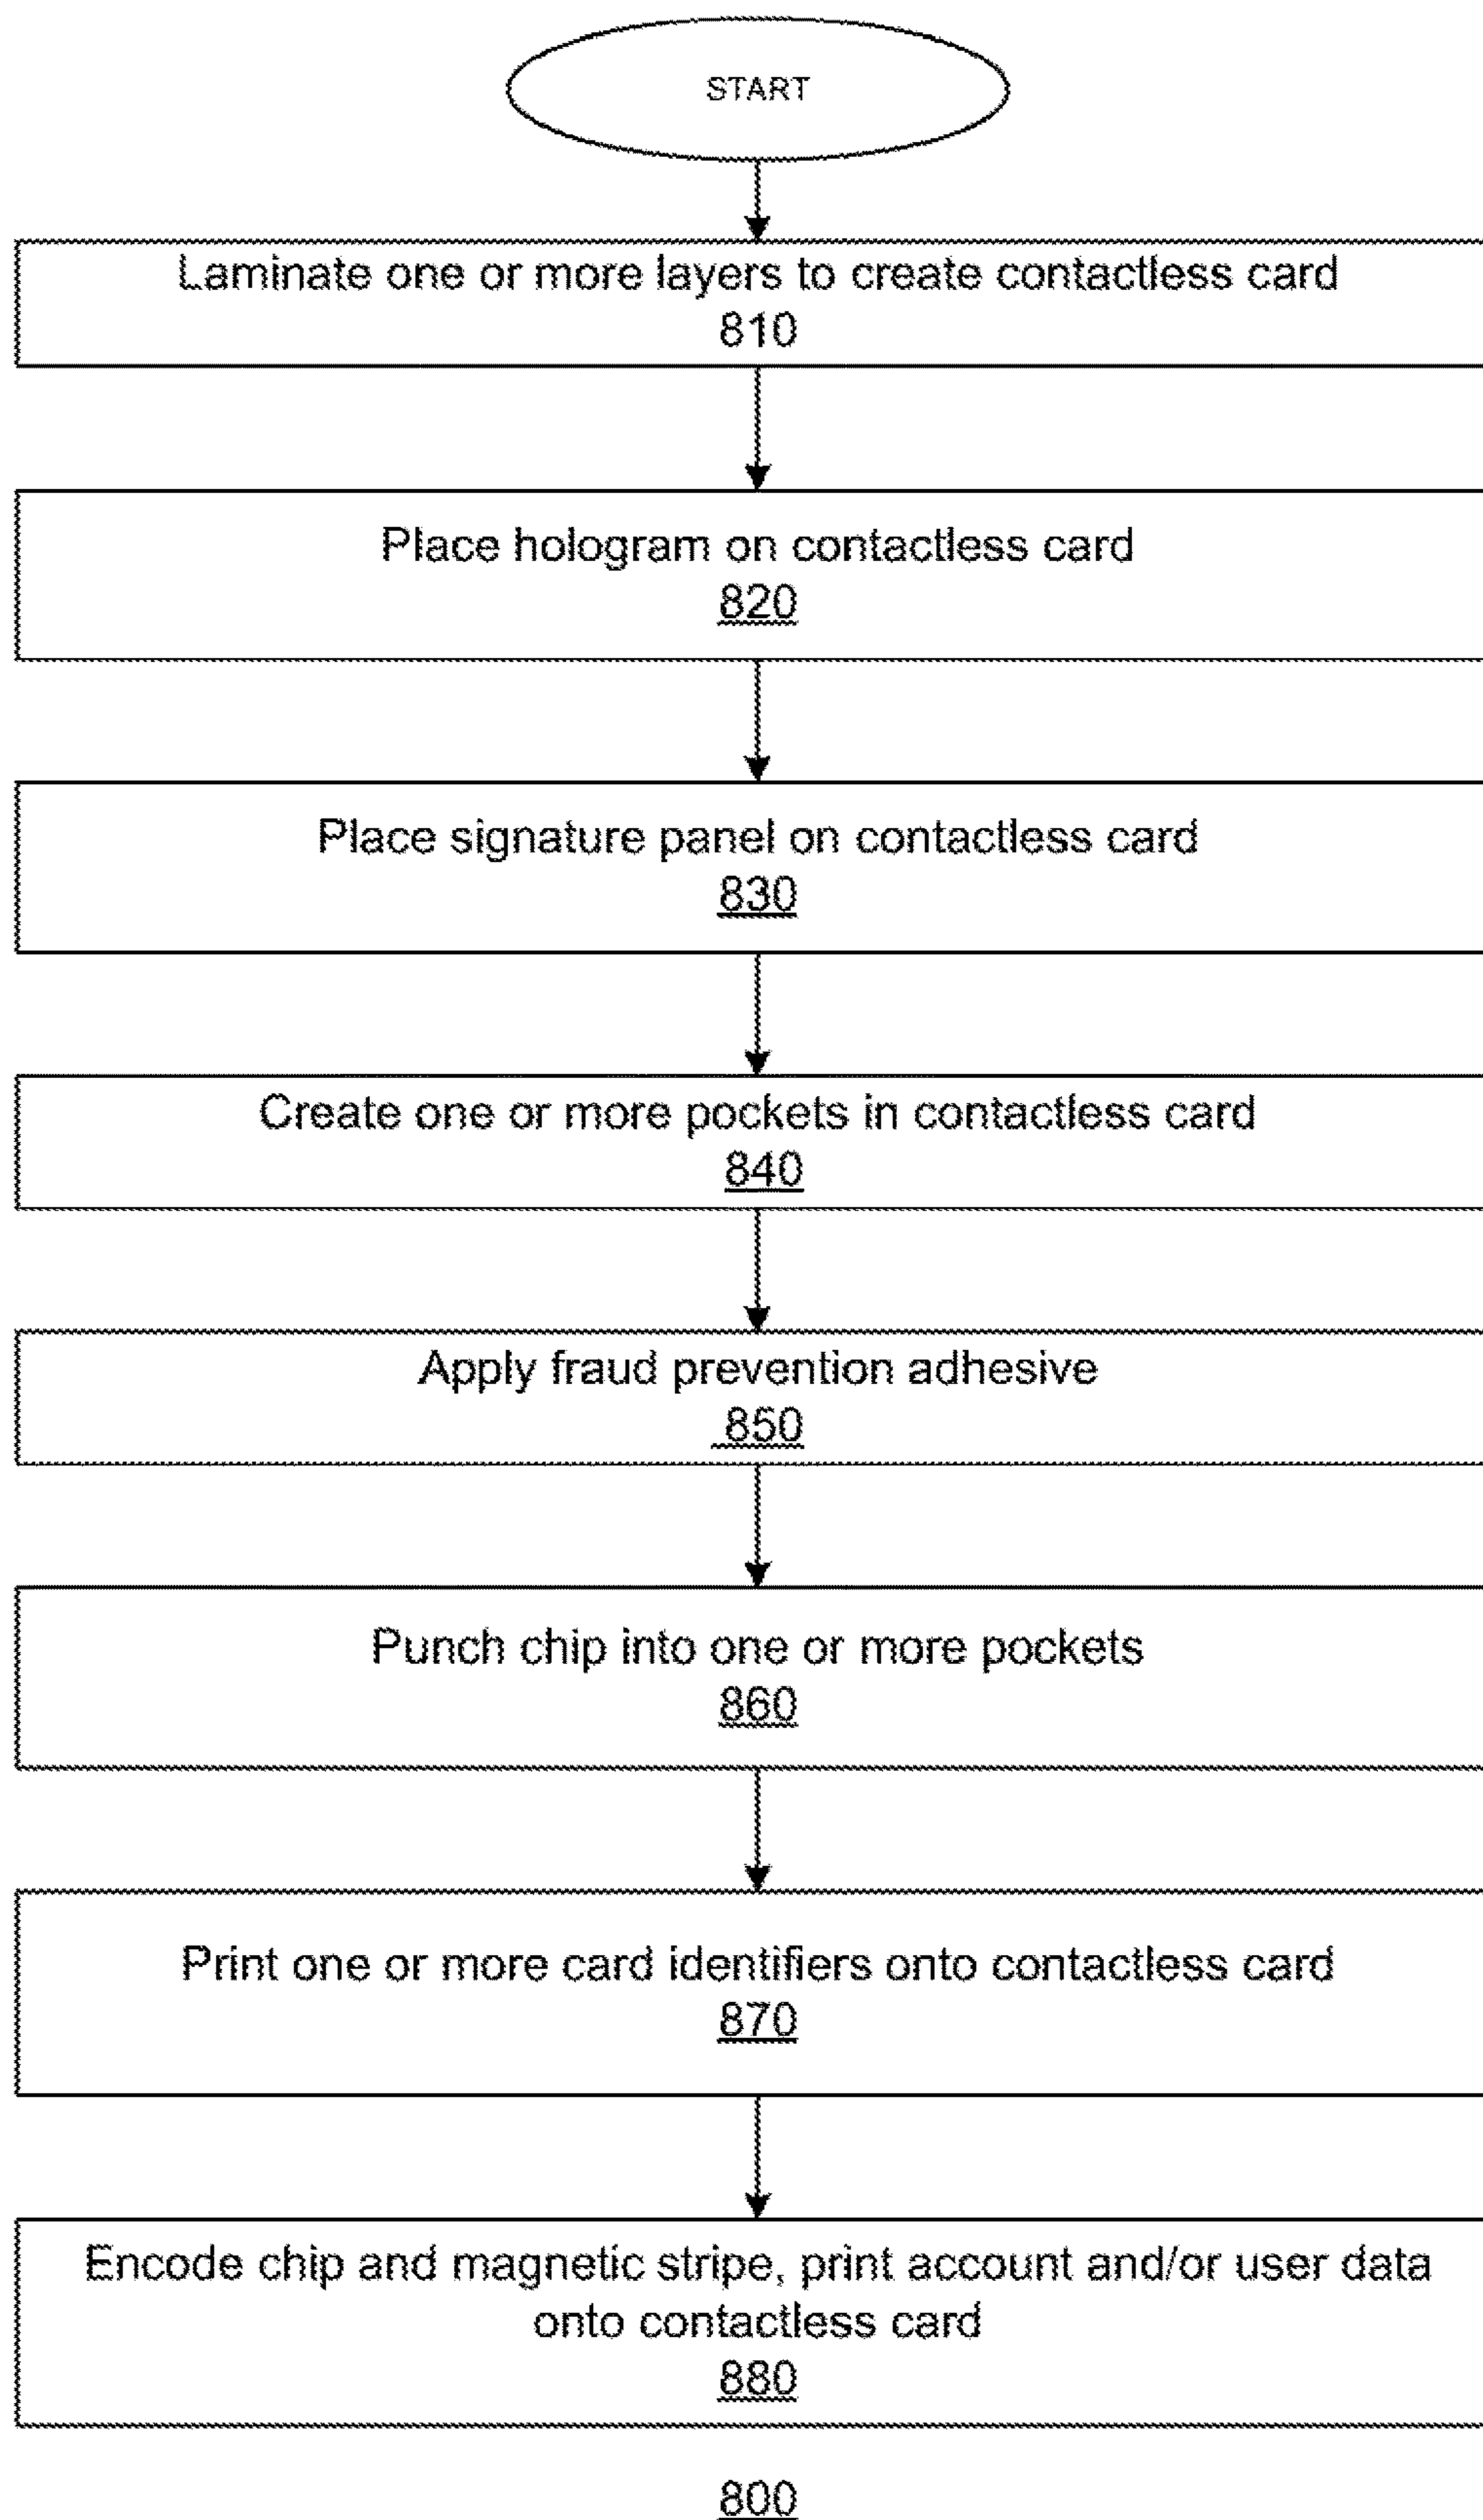 START
Laminate one or more layers to create contactless card
810
Place hologram on contactless card
820
Place signature panel on contactless card
830
Create one or more pockets in contactless card
840
Apply fraud prevention adhesive
850
Punch chip into one or more pockets
860
Print one or more card identifiers onto contactless card
870
Encode chip and magnetic stripe, print account and/or user data
onto contactless card
880
800